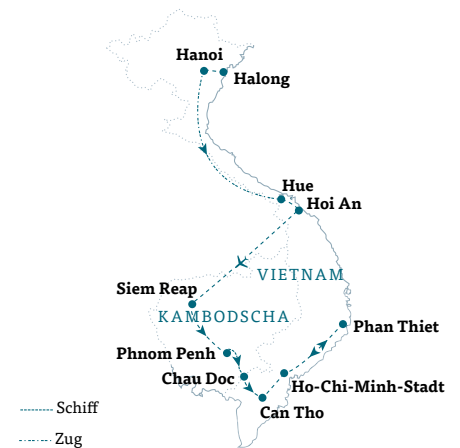 Hanoi
Halong
Hue
Hoi An
VIETNAM
Siem Reap
KAMBODSCHA
Phan Thiet
Phnom Penh
Chau Doc
Ho-Chi-Minh-Stadt
Can Tho
Schiff
Zug